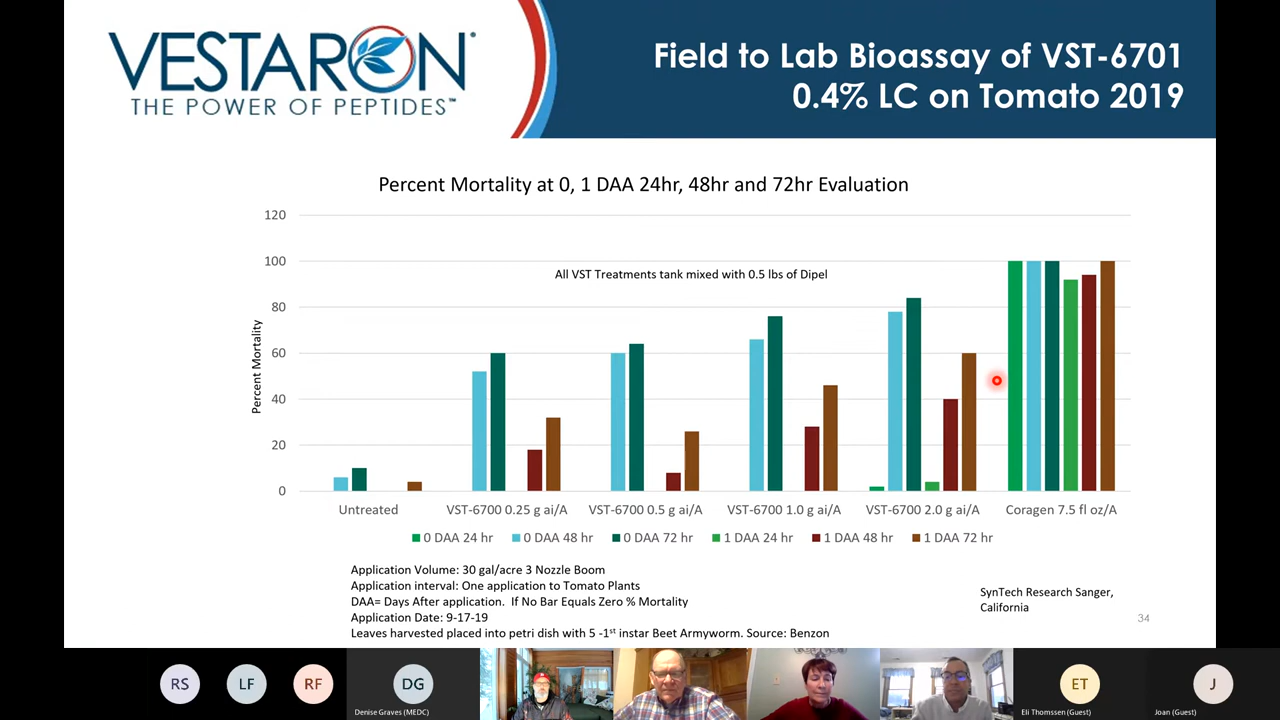 VESTARON
THE POWER OF PEPTIDES™
Field to Lab Bioassay of VST-6701
0.4% LC on Tomato 2019
Percent Mortality at 0, 1 DAA 24hr, 48hr and 72hr Evaluation
All VST Treatments tank mixed with 0.5 lbs of Dipel
Percent Mortality
120
100
80
60
40
20
0
Untreated
VST-6700 0.25 g ai/A
VST-6700 0.5 g ai/A
VST-6700 1.0 g ai/A
VST-6700 2.0 g ai/A
Coragen 7.5 fl oz/A
0 DAA 24 hr
0 DAA 48 hr
0 DAA 72 hr
1 DAA 24 hr
1 DAA 48 hr
1 DAA 72 hr
Application Volume: 30 gal/acre 3 Nozzle Boom
Application interval: One application to Tomato Plants
DAA= Days After application.  If No Bar Equals Zero % Mortality
Application Date: 9-17-19
Leaves harvested placed into petri dish with 5 -1st instar Beet Armyworm. Source: Benzon
SynTech Research Sanger,
California
34
RS
LF
RF
DG
Denise Graves (MEDC)
ET
Eli Thomssen (Guest)
J
Joan (Guest)